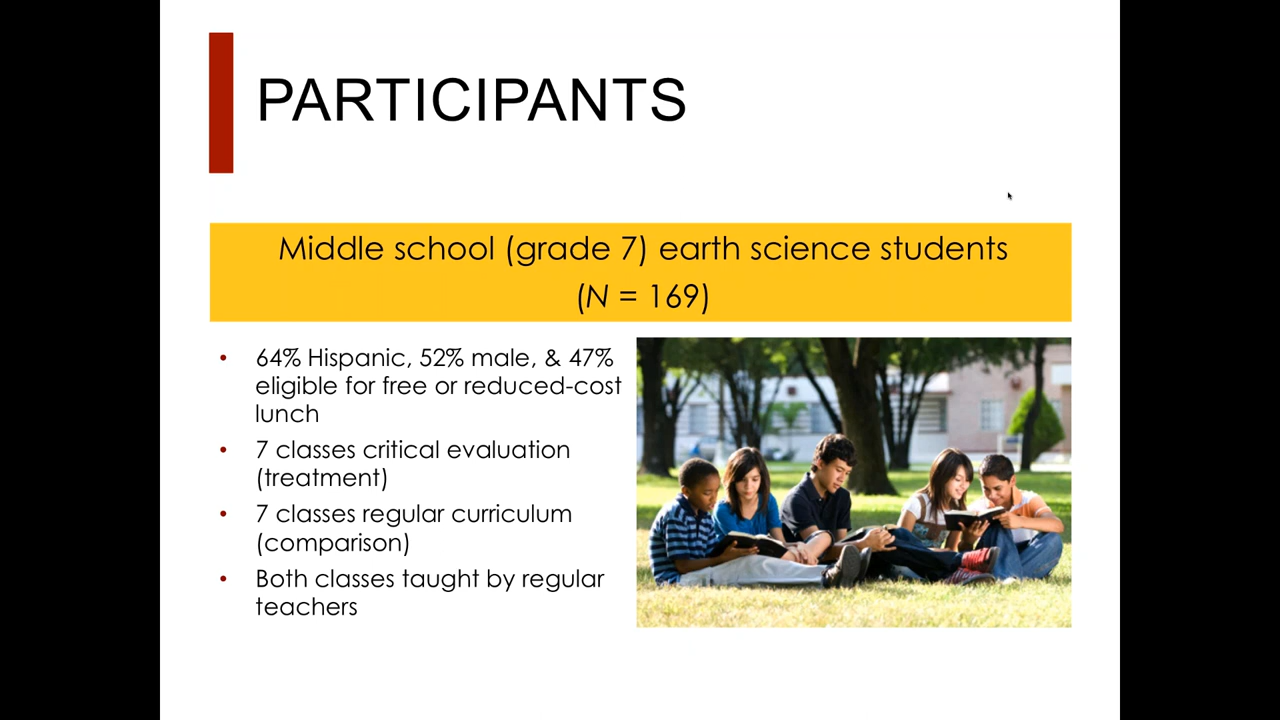 PARTICIPANTS
Middle school (grade 7) earth science students
(N = 169)
• 64% Hispanic, 52% male, & 47%
eligible for free or reduced-cost
lunch
• 7 classes critical evaluation
(treatment)
• 7 classes regular curriculum
(comparison)
• Both classes taught by regular
teachers